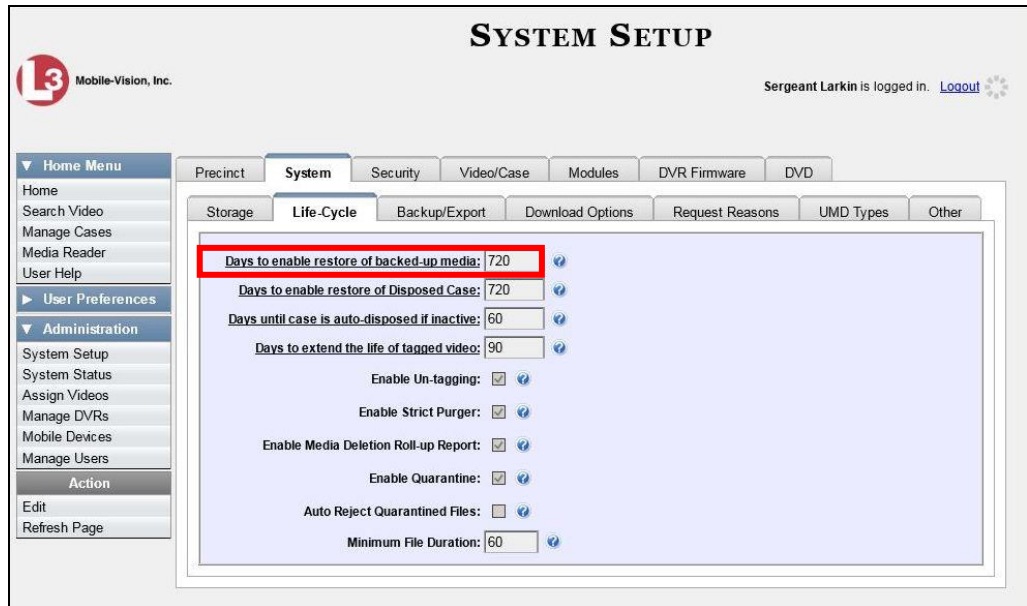 SYSTEM SETUP
L3 Mobile-Vision, Inc.
Sergeant Larkin is logged in. Logout
Home Menu
Home
Search Video
Manage Cases
Media Reader
User Help
User Preferences
Administration
System Setup
System Status
Assign Videos
Manage DVRs
Mobile Devices
Manage Users
Action
Edit
Refresh Page
Precinct System Security Video/Case Modules DVR Firmware DVD
Storage Life-Cycle Backup/Export Download Options Request Reasons UMD Types Other
Days to enable restore of backed-up media: 720 ?
Days to enable restore of Disposed Case: 720 ?
Days until case is auto-disposed if inactive: 60 ?
Days to extend the life of tagged video: 90 ?
Enable Un-tagging: ?
Enable Strict Purger: ?
Enable Media Deletion Roll-up Report: ?
Enable Quarantine: ?
Auto Reject Quarantined Files: ?
Minimum File Duration: 60 ?